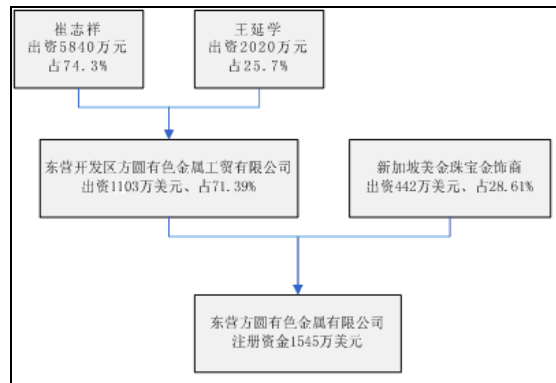 崔志祥
出资5840万元
占74.3%
王延学
出资2020万元
占25.7%
东营开发区方圆有色金属工贸有限公司
出资1103万美元、占71.39%
新加坡美金珠宝金饰商
出资442万美元、占28.61%
东营方圆有色金属有限公司
注册资金1545万美元